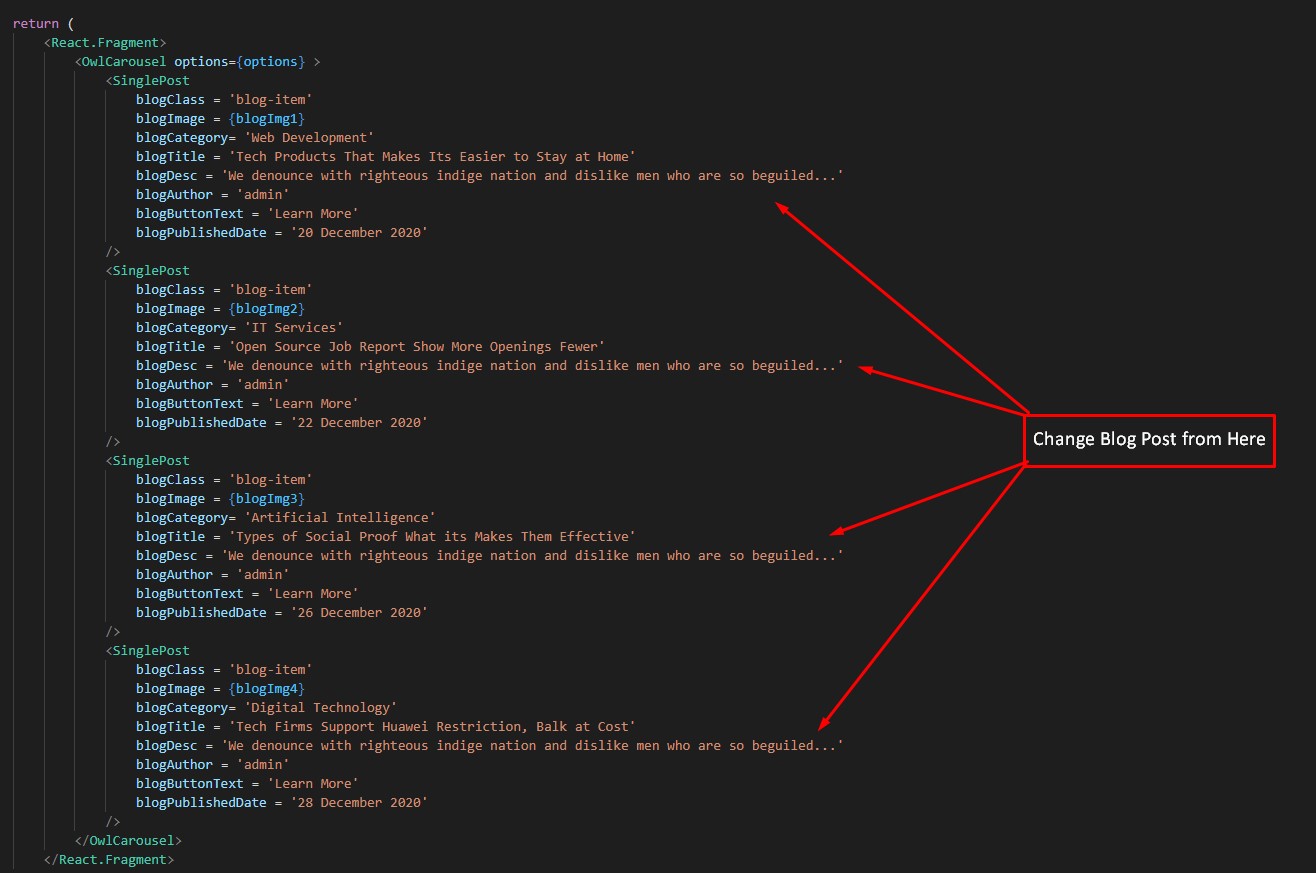 return (
<React.Fragment>
<OwlCarousel options={options} >
<SinglePost
blogClass = 'blog-item'
blogImage = {blogImg1}
blogCategory= 'Web Development'
blogTitle = 'Tech Products That Makes Its Easier to Stay at Home'
blogDesc = 'We denounce with righteous indige nation and dislike men who are so beguiled...'
blogAuthor = 'admin'
blogButtonText = 'Learn More'
blogPublishedDate = '20 December 2020'
/>
<SinglePost
blogClass = 'blog-item'
blogImage = {blogImg2}
blogCategory= 'IT Services'
blogTitle = 'Open Source Job Report Show More Openings Fewer'
blogDesc = 'We denounce with righteous indige nation and dislike men who are so beguiled...'
blogAuthor = 'admin'
blogButtonText = 'Learn More'
blogPublishedDate = '22 December 2020'
/>
<SinglePost
blogClass = 'blog-item'
blogImage = {blogImg3}
blogCategory= 'Artificial Intelligence'
blogTitle = 'Types of Social Proof What its Makes Them Effective'
blogDesc = 'We denounce with righteous indige nation and dislike men who are so beguiled...'
blogAuthor = 'admin'
blogButtonText = 'Learn More'
blogPublishedDate = '26 December 2020'
/>
<SinglePost
blogClass = 'blog-item'
blogImage = {blogImg4}
blogCategory= 'Digital Technology'
blogTitle = 'Tech Firms Support Huawei Restriction, Balk at Cost'
blogDesc = 'We denounce with righteous indige nation and dislike men who are so beguiled...'
blogAuthor = 'admin'
blogButtonText = 'Learn More'
blogPublishedDate = '28 December 2020'
/>
</OwlCarousel>
</React.Fragment>
Change Blog Post from Here